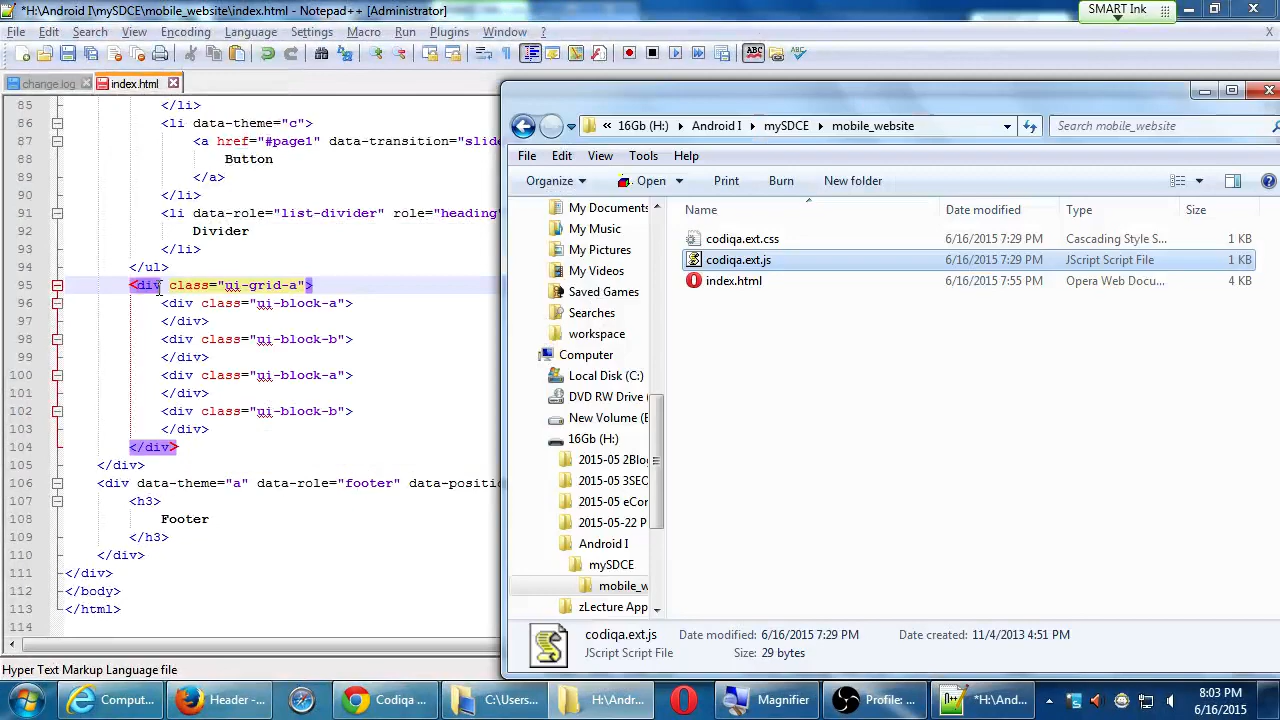 *H:\Android I\mySDCE\mobile_website\index.html - Notepad++ [Administrator]
SMART Ink
File Edit Search View Encoding Language Settings Macro Run Plugins Window ?
X
ABC
ABC
change.log
index.html
85 </li>
86 <li data-theme="c">
87 <a href="#page1" data-transition="slide
88 Button
89 </a>
90 </li>
91 <li data-role="list-divider" role="heading"
92 Divider
93 </li>
94 </ul>
95 <div class="ui-grid-a">
96 <div class="ui-block-a">
97 </div>
98 <div class="ui-block-b">
99 </div>
100 <div class="ui-block-a">
101 </div>
102 <div class="ui-block-b">
103 </div>
104 </div>
105 </div>
106 <div data-theme="a" data-role="footer" data-positio
107 <h3>
108 Footer
109 </h3>
110 </div>
111 </div>
112 </body>
113 </html>
114
Hyper Text Markup Language file
« 16Gb (H:) Android I mySDCE mobile_website
Search mobile_website
File Edit View Tools Help
Organize Open Print Burn New folder
My Documents
My Music
My Pictures
My Videos
Saved Games
Searches
workspace
Computer
Local Disk (C:)
DVD RW Drive (
New Volume (E
16Gb (H:)
2015-05 2Blog
2015-05 3SEC
2015-05 eCor
2015-05-22 P
Android I
mySDCE
mobile_w
zLecture App
Name Date modified Type Size
codiqa.ext.css 6/16/2015 7:29 PM Cascading Style S... 1 KB
codiqa.ext.js 6/16/2015 7:29 PM JScript Script File 1 KB
index.html 6/16/2015 7:55 PM Opera Web Docu... 4 KB
codiqa.ext.js Date modified: 6/16/2015 7:29 PM Date created: 11/4/2013 4:51 PM
JScript Script File Size: 29 bytes
Comput... Header -... Codiqa ... C:\Users... H:\Andr... Magnifier Profile: ... *H:\An...
8:03 PM
6/16/2015